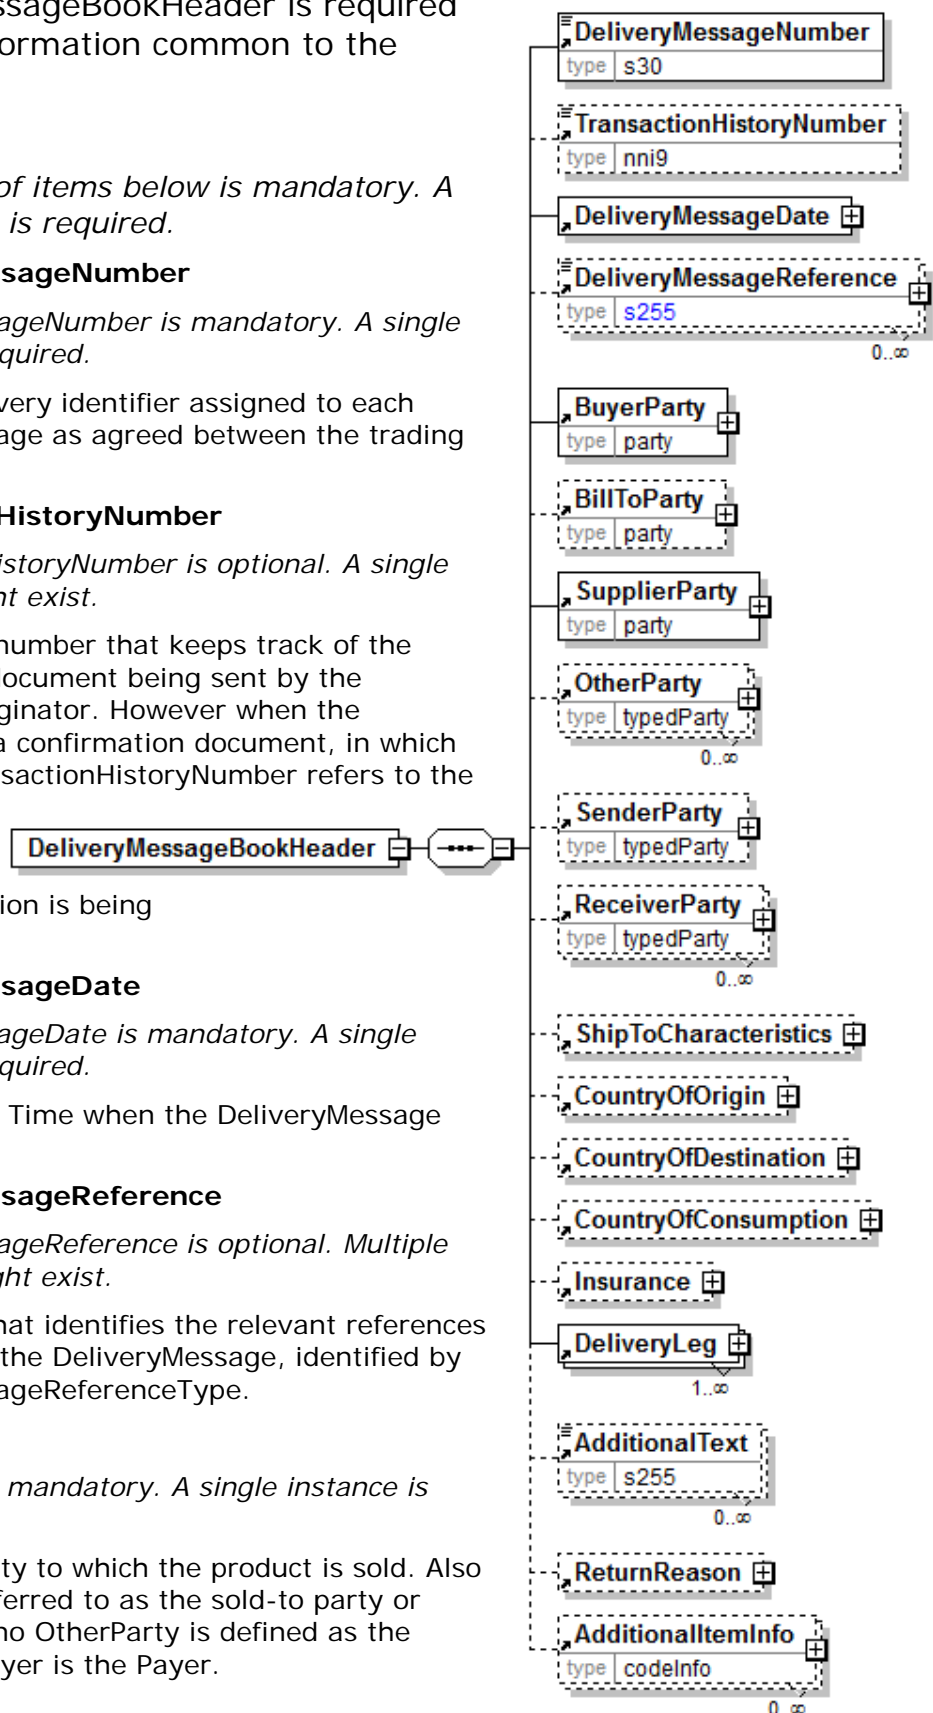 ssageBookHeader is required
formation common to the
of items below is mandatory. A
is required.
ssageNumber
ageNumber is mandatory. A single
quired.
very identifier assigned to each
age as agreed between the trading
HistoryNumber
istoryNumber is optional. A single
ht exist.
number that keeps track of the
document being sent by the
ginator. However when the
a confirmation document, in which
nsactionHistoryNumber refers to the
DeliveryMessageBookHeader
tion is being
ssageDate
ageDate is mandatory. A single
quired.
Time when the DeliveryMessage
ssageReference
ageReference is optional. Multiple
ght exist.
hat identifies the relevant references
the DeliveryMessage, identified by
ageReferenceType.
mandatory. A single instance is
ty to which the product is sold. Also
ferred to as the sold-to party or
no OtherParty is defined as the
yer is the Payer.
DeliveryMessageNumber
type s30
TransactionHistoryNumber
type nni9
DeliveryMessageDate
DeliveryMessageReference
type s255
0..∞
BuyerParty
type party
BillToParty
type party
SupplierParty
type party
OtherParty
type typedParty
0..∞
SenderParty
type typedParty
ReceiverParty
type typedParty
0..∞
ShipToCharacteristics
CountryOfOrigin
CountryOfDestination
CountryOfConsumption
Insurance
DeliveryLeg
1..∞
AdditionalText
type s255
0..∞
ReturnReason
AdditionalItemInfo
type codeInfo
0..∞